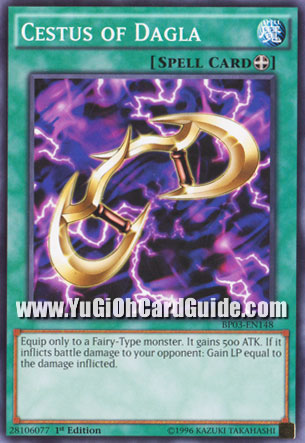 CESTUS OF DAGLA
[SPELL CARD]
www.YuGiOhCardGuide.com
BP03-EN148
Equip only to a Fairy-Type monster. It gains 500 ATK. If it
inflicts battle damage to your opponent: Gain LP equal to
the damage inflicted.
28106077 1st Edition ©1996 KAZUKI TAKAHASHI